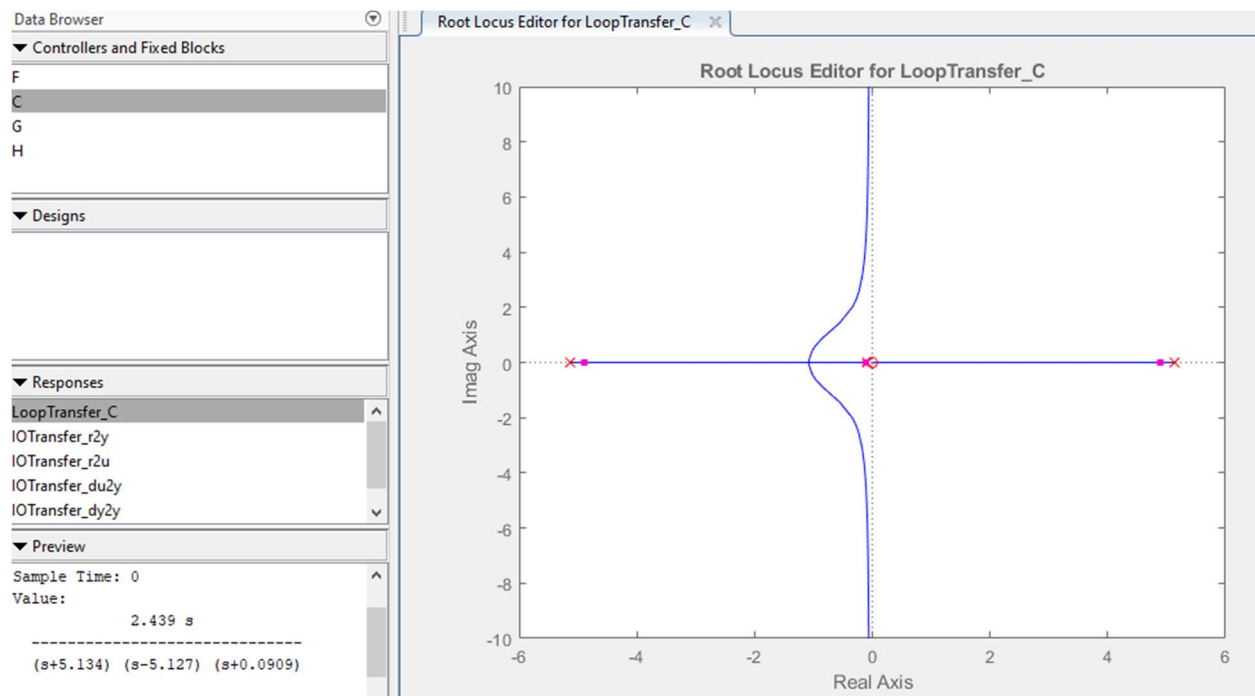 Data Browser
Controllers and Fixed Blocks
F
C
G
H
Designs
Responses
LoopTransfer_C
IOTransfer_r2y
IOTransfer_r2u
IOTransfer_du2y
IOTransfer_dy2y
Preview
Sample Time: 0
Value:
2.439 s
-----------------------------
(s+5.134) (s-5.127) (s+0.0909)
Root Locus Editor for LoopTransfer_C
Root Locus Editor for LoopTransfer_C
10
8
6
4
2
0
-2
-4
-6
-8
-10
Imag Axis
-6 -4 -2 0 2 4 6
Real Axis